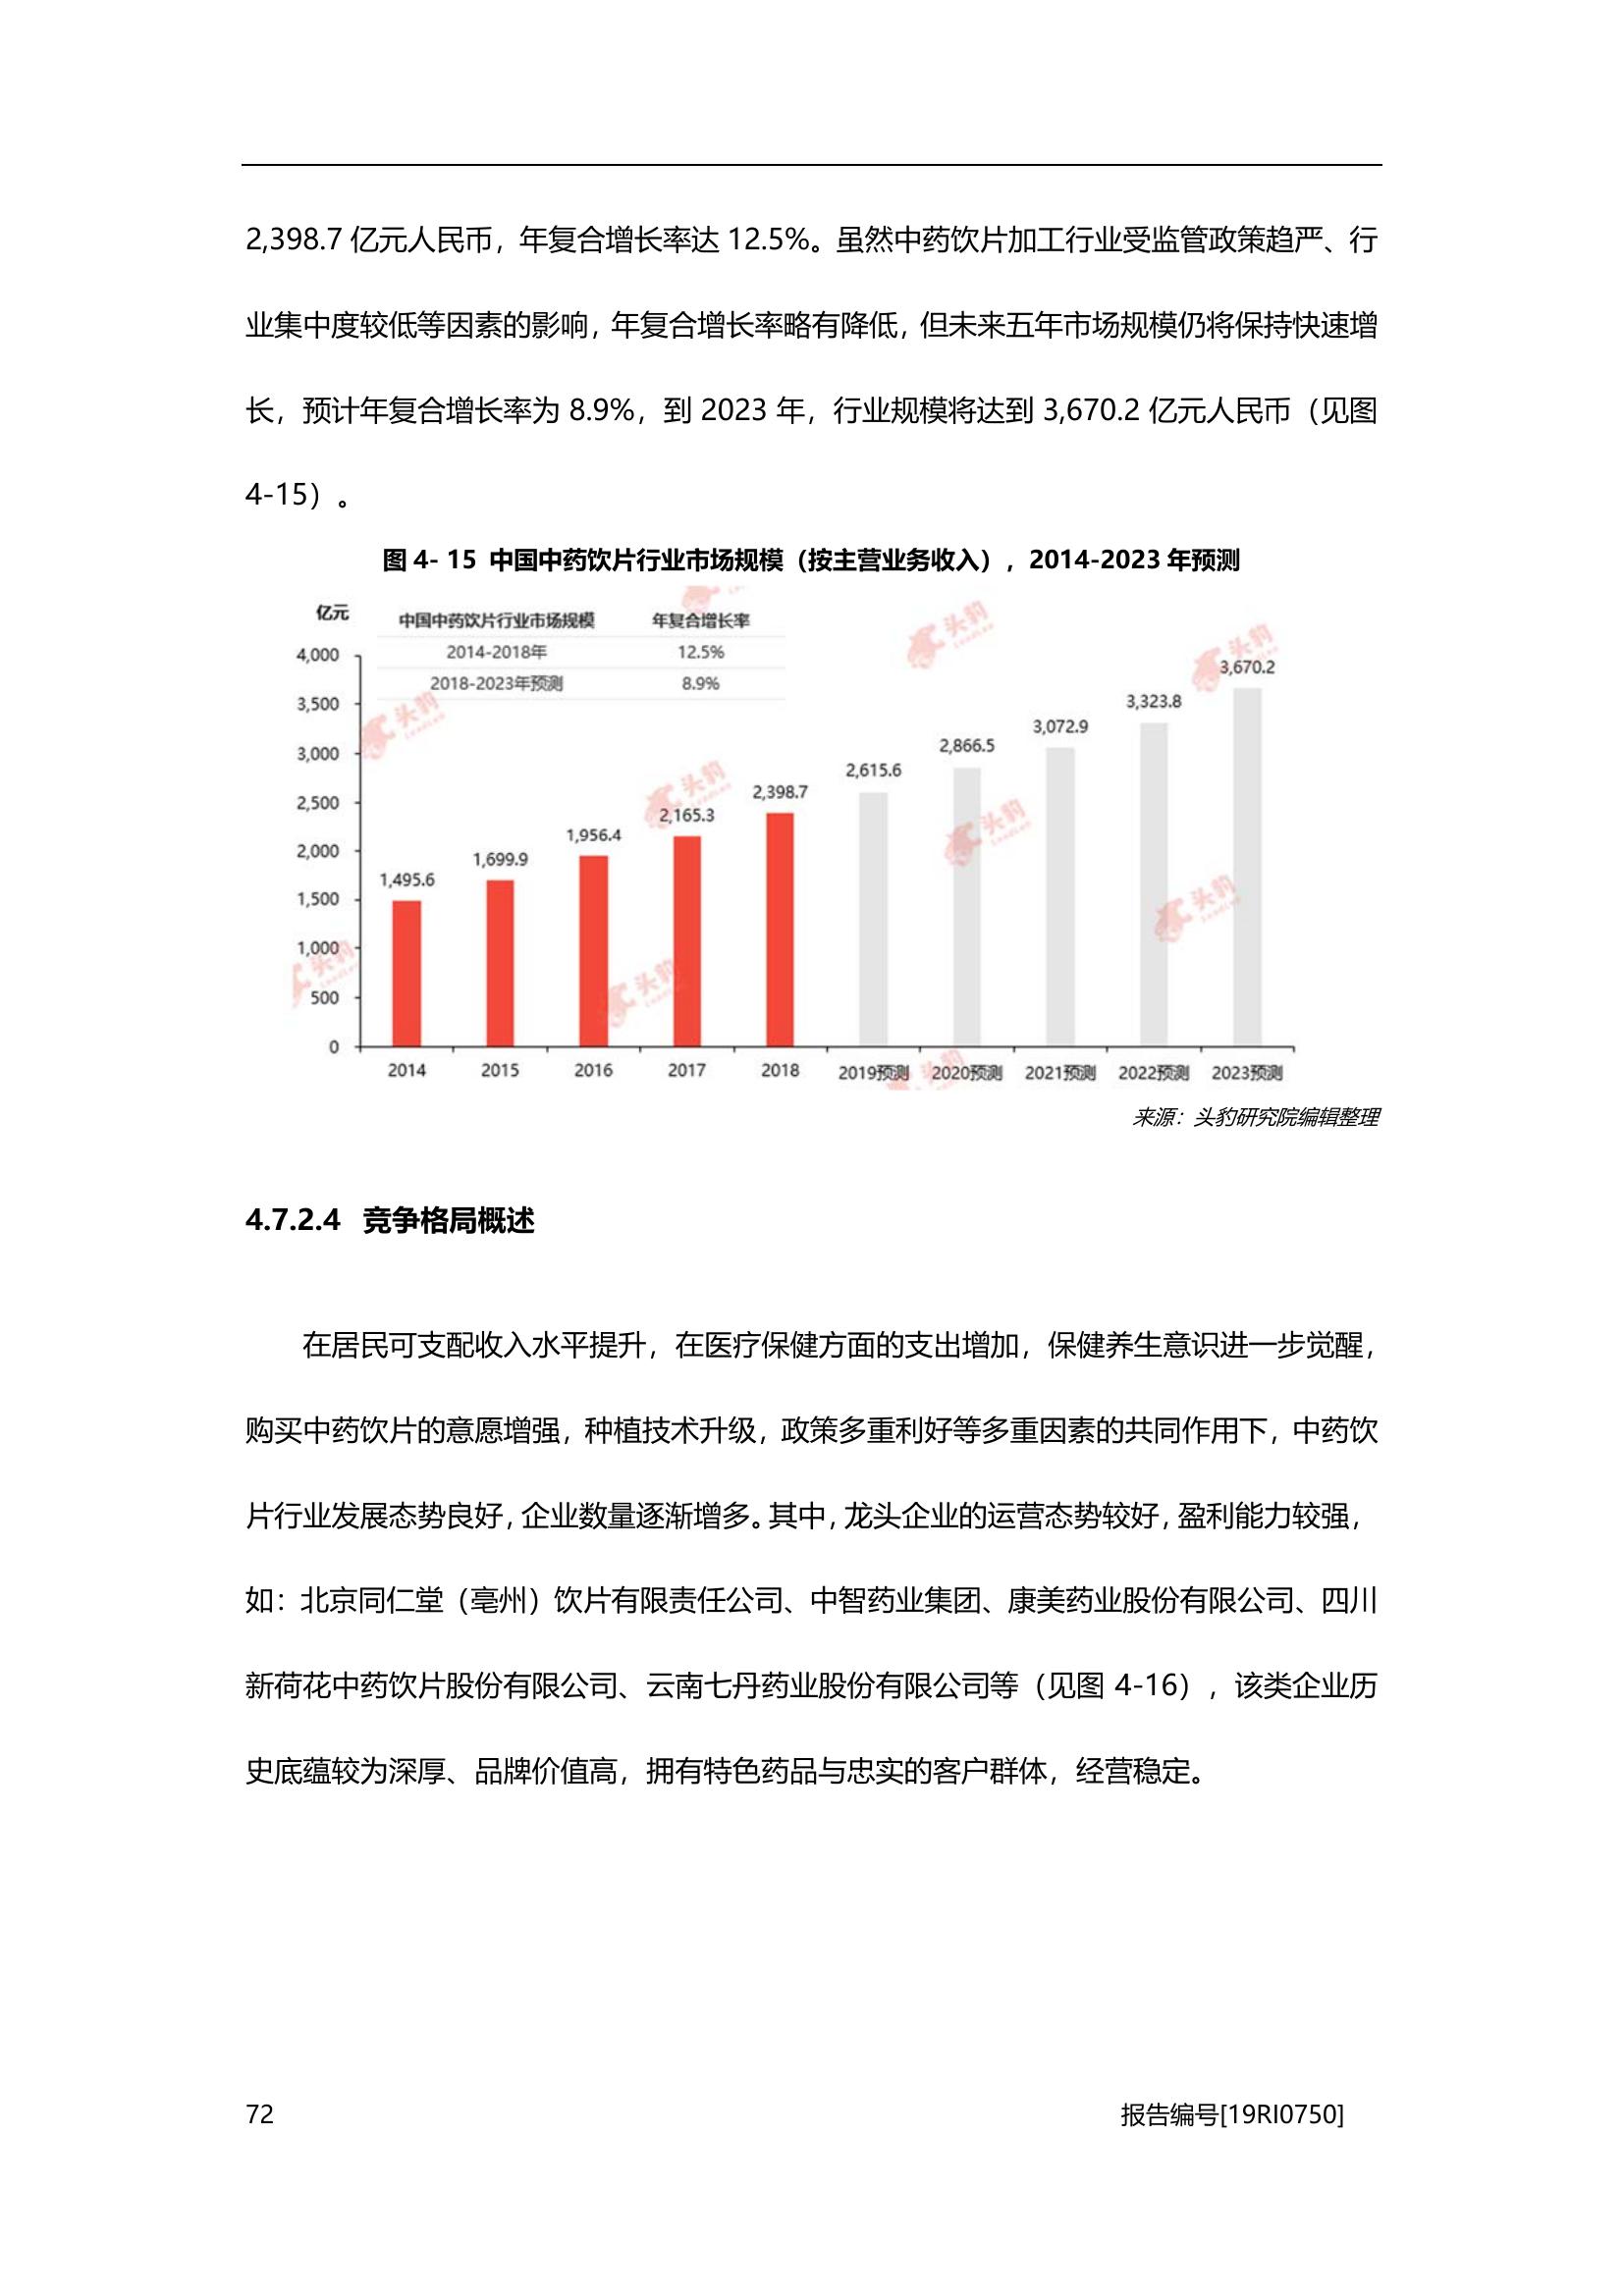 2,398.7 亿元人民币，年复合增长率达 12.5%。虽然中药饮片加工行业受监管政策趋严、行
业集中度较低等因素的影响，年复合增长率略有降低，但未来五年市场规模仍将保持快速增
长，预计年复合增长率为 8.9%，到 2023 年，行业规模将达到 3,670.2 亿元人民币（见图
4-15）。
图 4- 15 中国中药饮片行业市场规模（按主营业务收入），2014-2023 年预测
亿元
中国中药饮片行业市场规模 年复合增长率
2014-2018年 12.5%
2018-2023年预测 8.9%
4,000
3,500
3,000
2,500
2,000
1,500
1,000
500
0
1,495.6
1,699.9
1,956.4
2,165.3
2,398.7
2,615.6
2,866.5
3,072.9
3,323.8
3,670.2
2014 2015 2016 2017 2018 2019预测 2020预测 2021预测 2022预测 2023预测
头豹 LeadLeo
头豹 LeadLeo
头豹 LeadLeo
头豹 LeadLeo
头豹 LeadLeo
头豹 LeadLeo
头豹 LeadLeo
头豹 LeadLeo
头豹
来源：头豹研究院编辑整理
4.7.2.4 竞争格局概述
在居民可支配收入水平提升，在医疗保健方面的支出增加，保健养生意识进一步觉醒，
购买中药饮片的意愿增强，种植技术升级，政策多重利好等多重因素的共同作用下，中药饮
片行业发展态势良好，企业数量逐渐增多。其中，龙头企业的运营态势较好，盈利能力较强，
如：北京同仁堂（亳州）饮片有限责任公司、中智药业集团、康美药业股份有限公司、四川
新荷花中药饮片股份有限公司、云南七丹药业股份有限公司等（见图 4-16），该类企业历
史底蕴较为深厚、品牌价值高，拥有特色药品与忠实的客户群体，经营稳定。
72 报告编号[19RI0750]